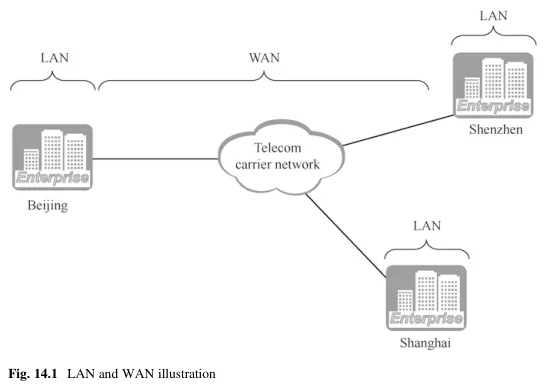 LAN
LAN
WAN
Enterprise
Shenzhen
Telecom
carrier network
Enterprise
Beijing
LAN
Enterprise
Shanghai
Fig. 14.1 LAN and WAN illustration